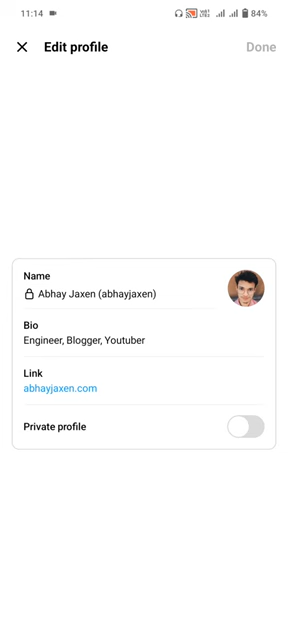 11:14
84%
Edit profile
Done
Name
Abhay Jaxen (abhayjaxen)
Bio
Engineer, Blogger, Youtuber
Link
abhayjaxen.com
Private profile